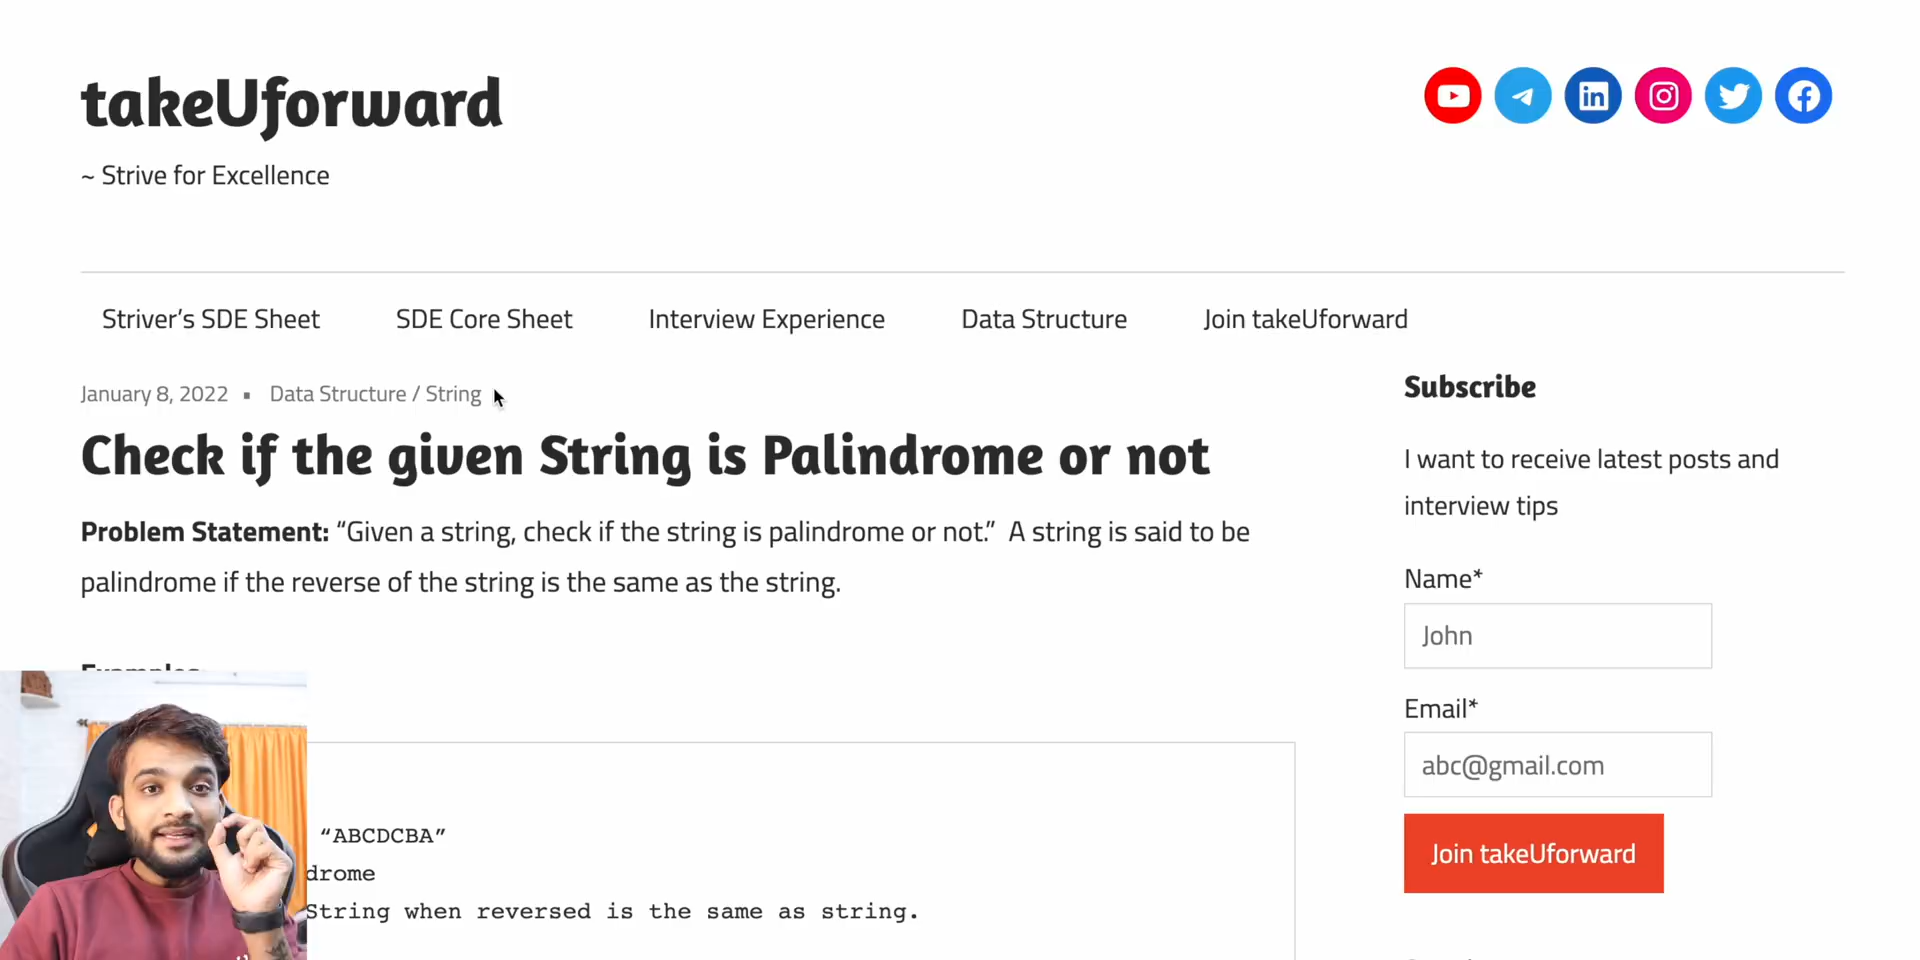 takeUforward
~ Strive for Excellence
Striver’s SDE Sheet
SDE Core Sheet
Interview Experience
Data Structure
Join takeUforward
January 8, 2022 ▪ Data Structure / String
Check if the given String is Palindrome or not
Problem Statement: “Given a string, check if the string is palindrome or not.” A string is said to be
palindrome if the reverse of the string is the same as the string.
“ABCDCBA”
drome
String when reversed is the same as string.
Subscribe
I want to receive latest posts and
interview tips
Name*
John
Email*
abc@gmail.com
Join takeUforward